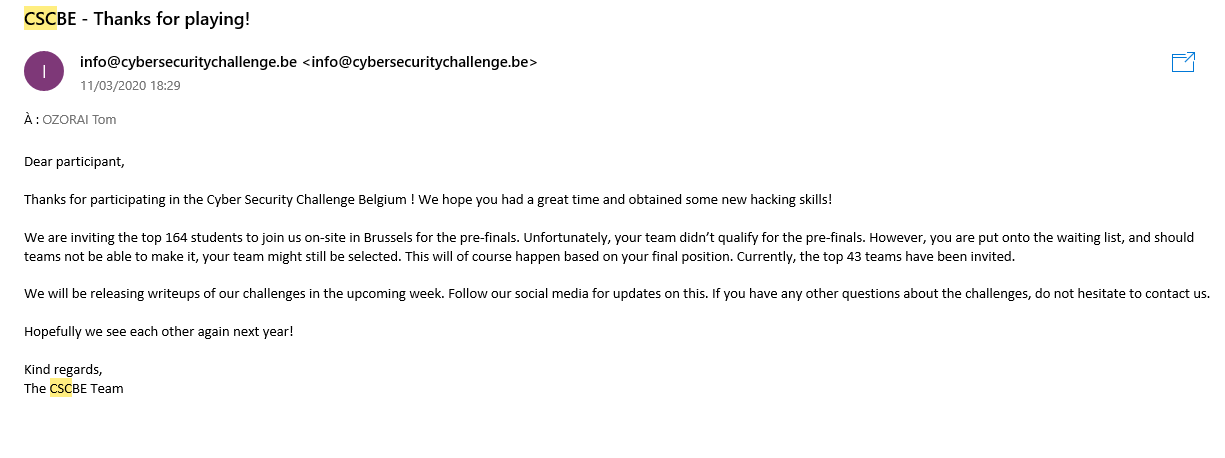 CSCBE - Thanks for playing!
I
info@cybersecuritychallenge.be <info@cybersecuritychallenge.be>
11/03/2020 18:29
À : OZORAI Tom
Dear participant,
Thanks for participating in the Cyber Security Challenge Belgium ! We hope you had a great time and obtained some new hacking skills!
We are inviting the top 164 students to join us on-site in Brussels for the pre-finals. Unfortunately, your team didn’t qualify for the pre-finals. However, you are put onto the waiting list, and should
teams not be able to make it, your team might still be selected. This will of course happen based on your final position. Currently, the top 43 teams have been invited.
We will be releasing writeups of our challenges in the upcoming week. Follow our social media for updates on this. If you have any other questions about the challenges, do not hesitate to contact us.
Hopefully we see each other again next year!
Kind regards,
The CSCBE Team